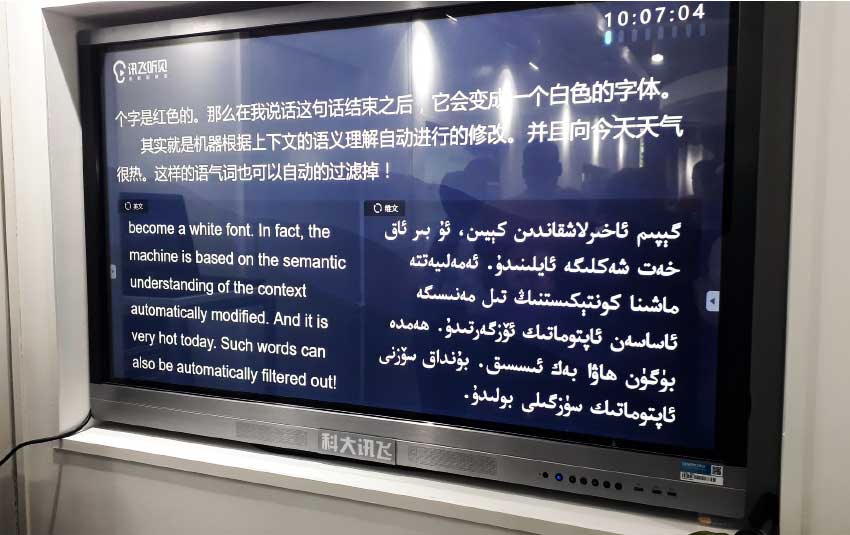 10:07:04
讯飞听见
个字是红色的。那么在我说话这句话结束之后，它会变成一个白色的字体。
其实就是机器根据上下文的语义理解自动进行的修改。并且向今天天气
很热。这样的语气词也可以自动的过滤掉！
英文
become a white font. In fact, the
machine is based on the semantic
understanding of the context
automatically modified. And it is
very hot today. Such words can
also be automatically filtered out!
维文
گېپىم ئاخىرلاشقاندىن كېيىن، ئۇ بىر ئاق
خەت شەكلىگە ئايلىنىدۇ. ئەمەلىيەتتە
ماشىنا كونتېكىستنىڭ تىل مەنىسىگە
ئاساسەن ئاپتوماتىك ئۆزگەرتىدۇ. ھەمدە
بۈگۈن ھاۋا بەك ئىسسىق. بۇنداق سۆزنى
ئاپتوماتىك سۈزگىلى بولىدۇ.
科大讯飞